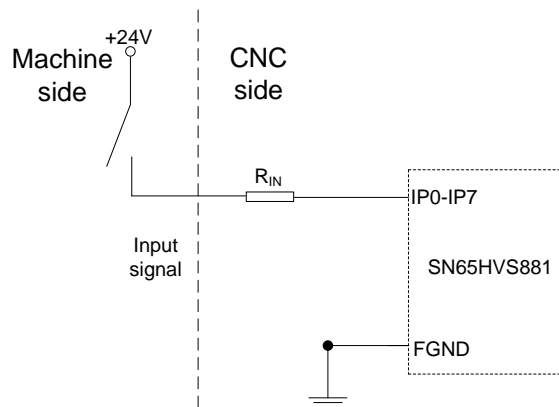 +24V
Machine
side
CNC
side
R_IN
IP0-IP7
Input
signal
SN65HVS881
FGND